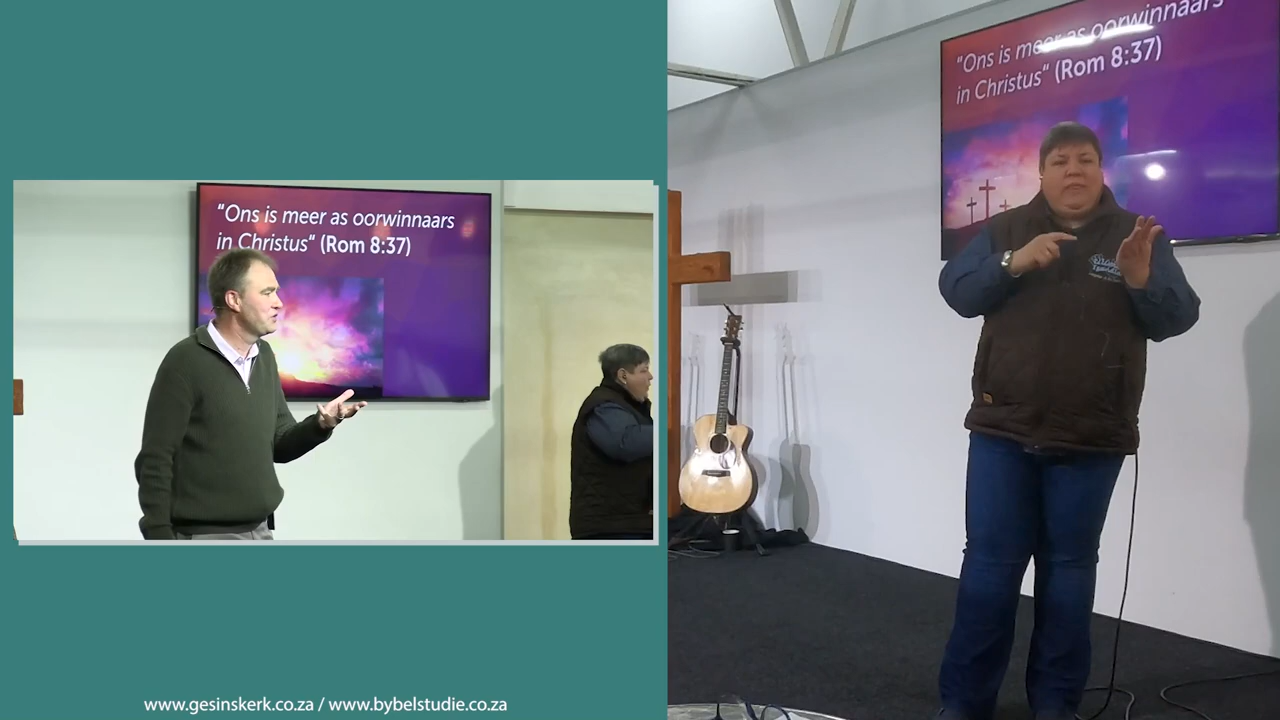 "Ons is meer as oorwinnaars
in Christus" (Rom 8:37)
"Ons is meer as oorwinnaars
in Christus" (Rom 8:37)
www.gesinskerk.co.za / www.bybelstudie.co.za